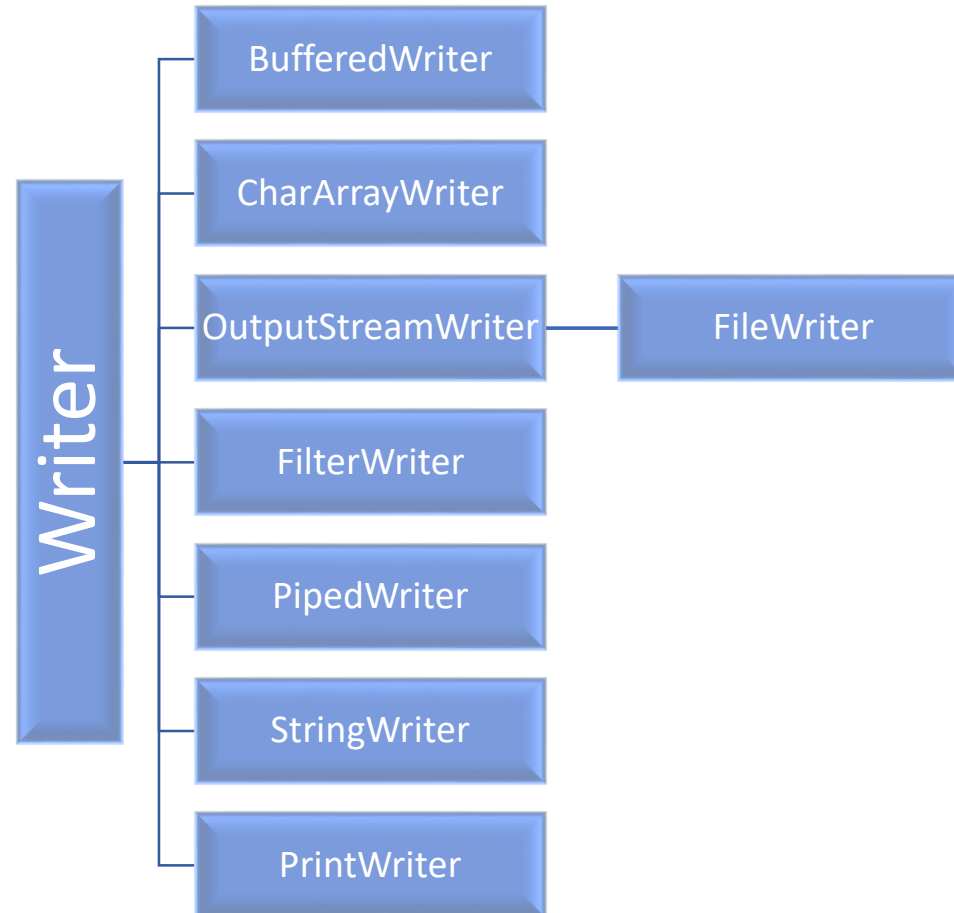 Writer
BufferedWriter
CharArrayWriter
OutputStreamWriter
FileWriter
FilterWriter
PipedWriter
StringWriter
PrintWriter